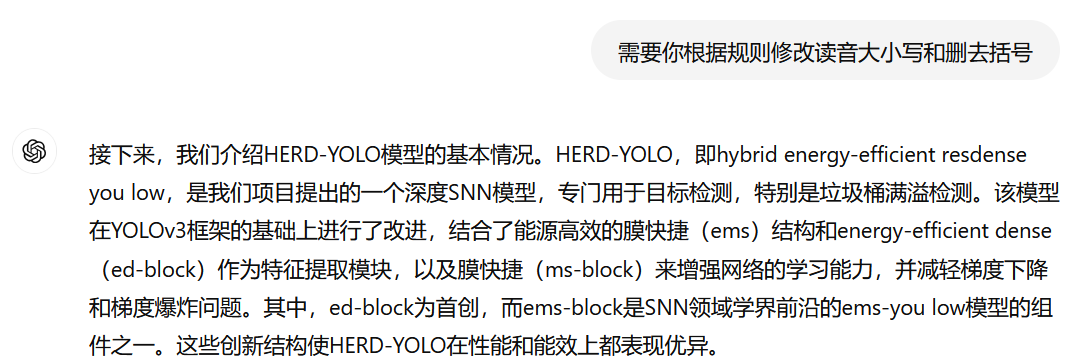 需要你根据规则修改读音大小写和删去括号
接下来，我们介绍HERD-YOLO模型的基本情况。HERD-YOLO，即hybrid energy-efficient resdense
you low，是我们项目提出的一个深度SNN模型，专门用于目标检测，特别是垃圾桶满溢检测。该模型
在YOLOv3框架的基础上进行了改进，结合了能源高效的膜快捷（ems）结构和energy-efficient dense
（ed-block）作为特征提取模块，以及膜快捷（ms-block）来增强网络的学习能力，并减轻梯度下降
和梯度爆炸问题。其中，ed-block为首创，而ems-block是SNN领域学界前沿的ems-you low模型的组
件之一。这些创新结构使HERD-YOLO在性能和能效上都表现优异。